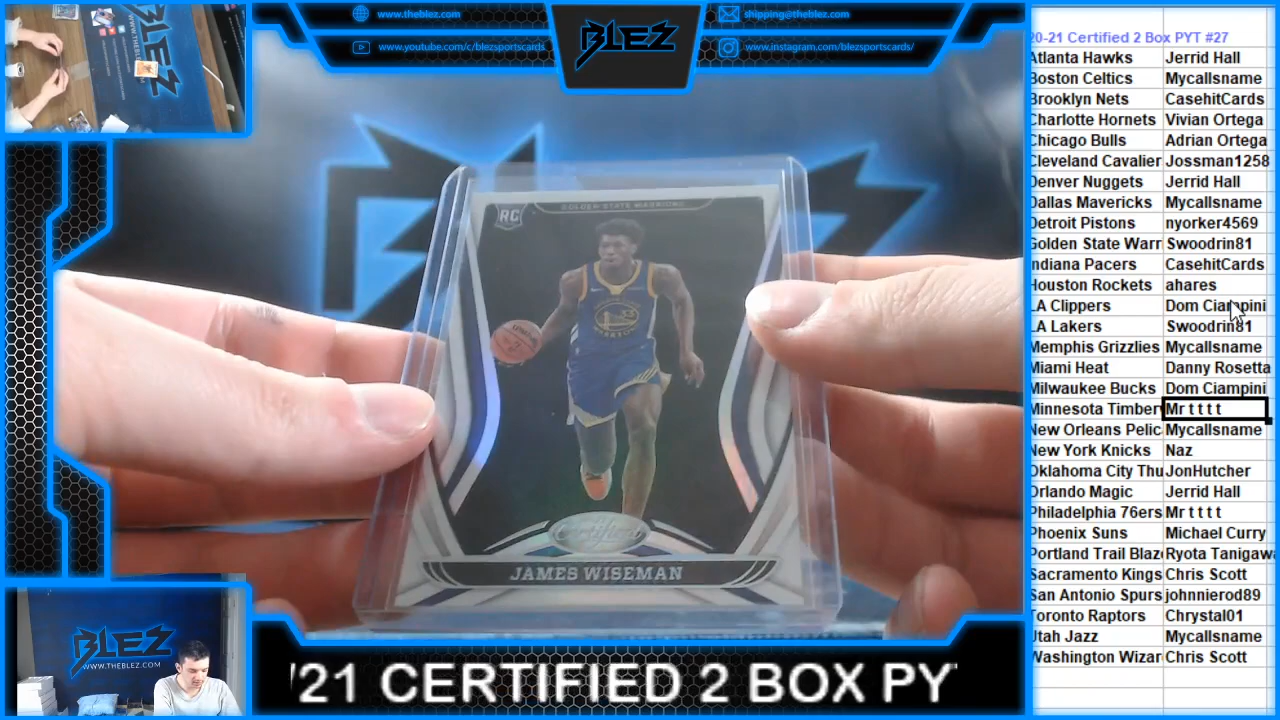 www.theblez.com
shipping@theblez.com
www.youtube.com/c/blezsportscards
www.instagram.com/blezsportscards/
BLEZ
RC
GOLDEN STATE WARRIORS
Certified
JAMES WISEMAN
BLEZ
WWW.THEBLEZ.COM
'21 CERTIFIED 2 BOX PY
20-21 Certified 2 Box PYT #27
Atlanta Hawks Jerrid Hall
Boston Celtics Mycallsname
Brooklyn Nets CasehitCards
Charlotte Hornets Vivian Ortega
Chicago Bulls Adrian Ortega
Cleveland Cavalier Jossman1258
Denver Nuggets Jerrid Hall
Dallas Mavericks Mycallsname
Detroit Pistons nyorker4569
Golden State Warr Swoodrin81
Indiana Pacers CasehitCards
Houston Rockets ahares
LA Clippers Dom Ciampini
LA Lakers Swoodrin81
Memphis Grizzlies Mycallsname
Miami Heat Danny Rosetta
Milwaukee Bucks Dom Ciampini
Minnesota Timber Mr t t t t
New Orleans Pelic Mycallsname
New York Knicks Naz
Oklahoma City Thu JonHutcher
Orlando Magic Jerrid Hall
Philadelphia 76ers Mr t t t t
Phoenix Suns Michael Curry
Portland Trail Blaz Ryota Tanigawa
Sacramento Kings Chris Scott
San Antonio Spurs johnnierod89
Toronto Raptors Chrystal01
Utah Jazz Mycallsname
Washington Wizar Chris Scott